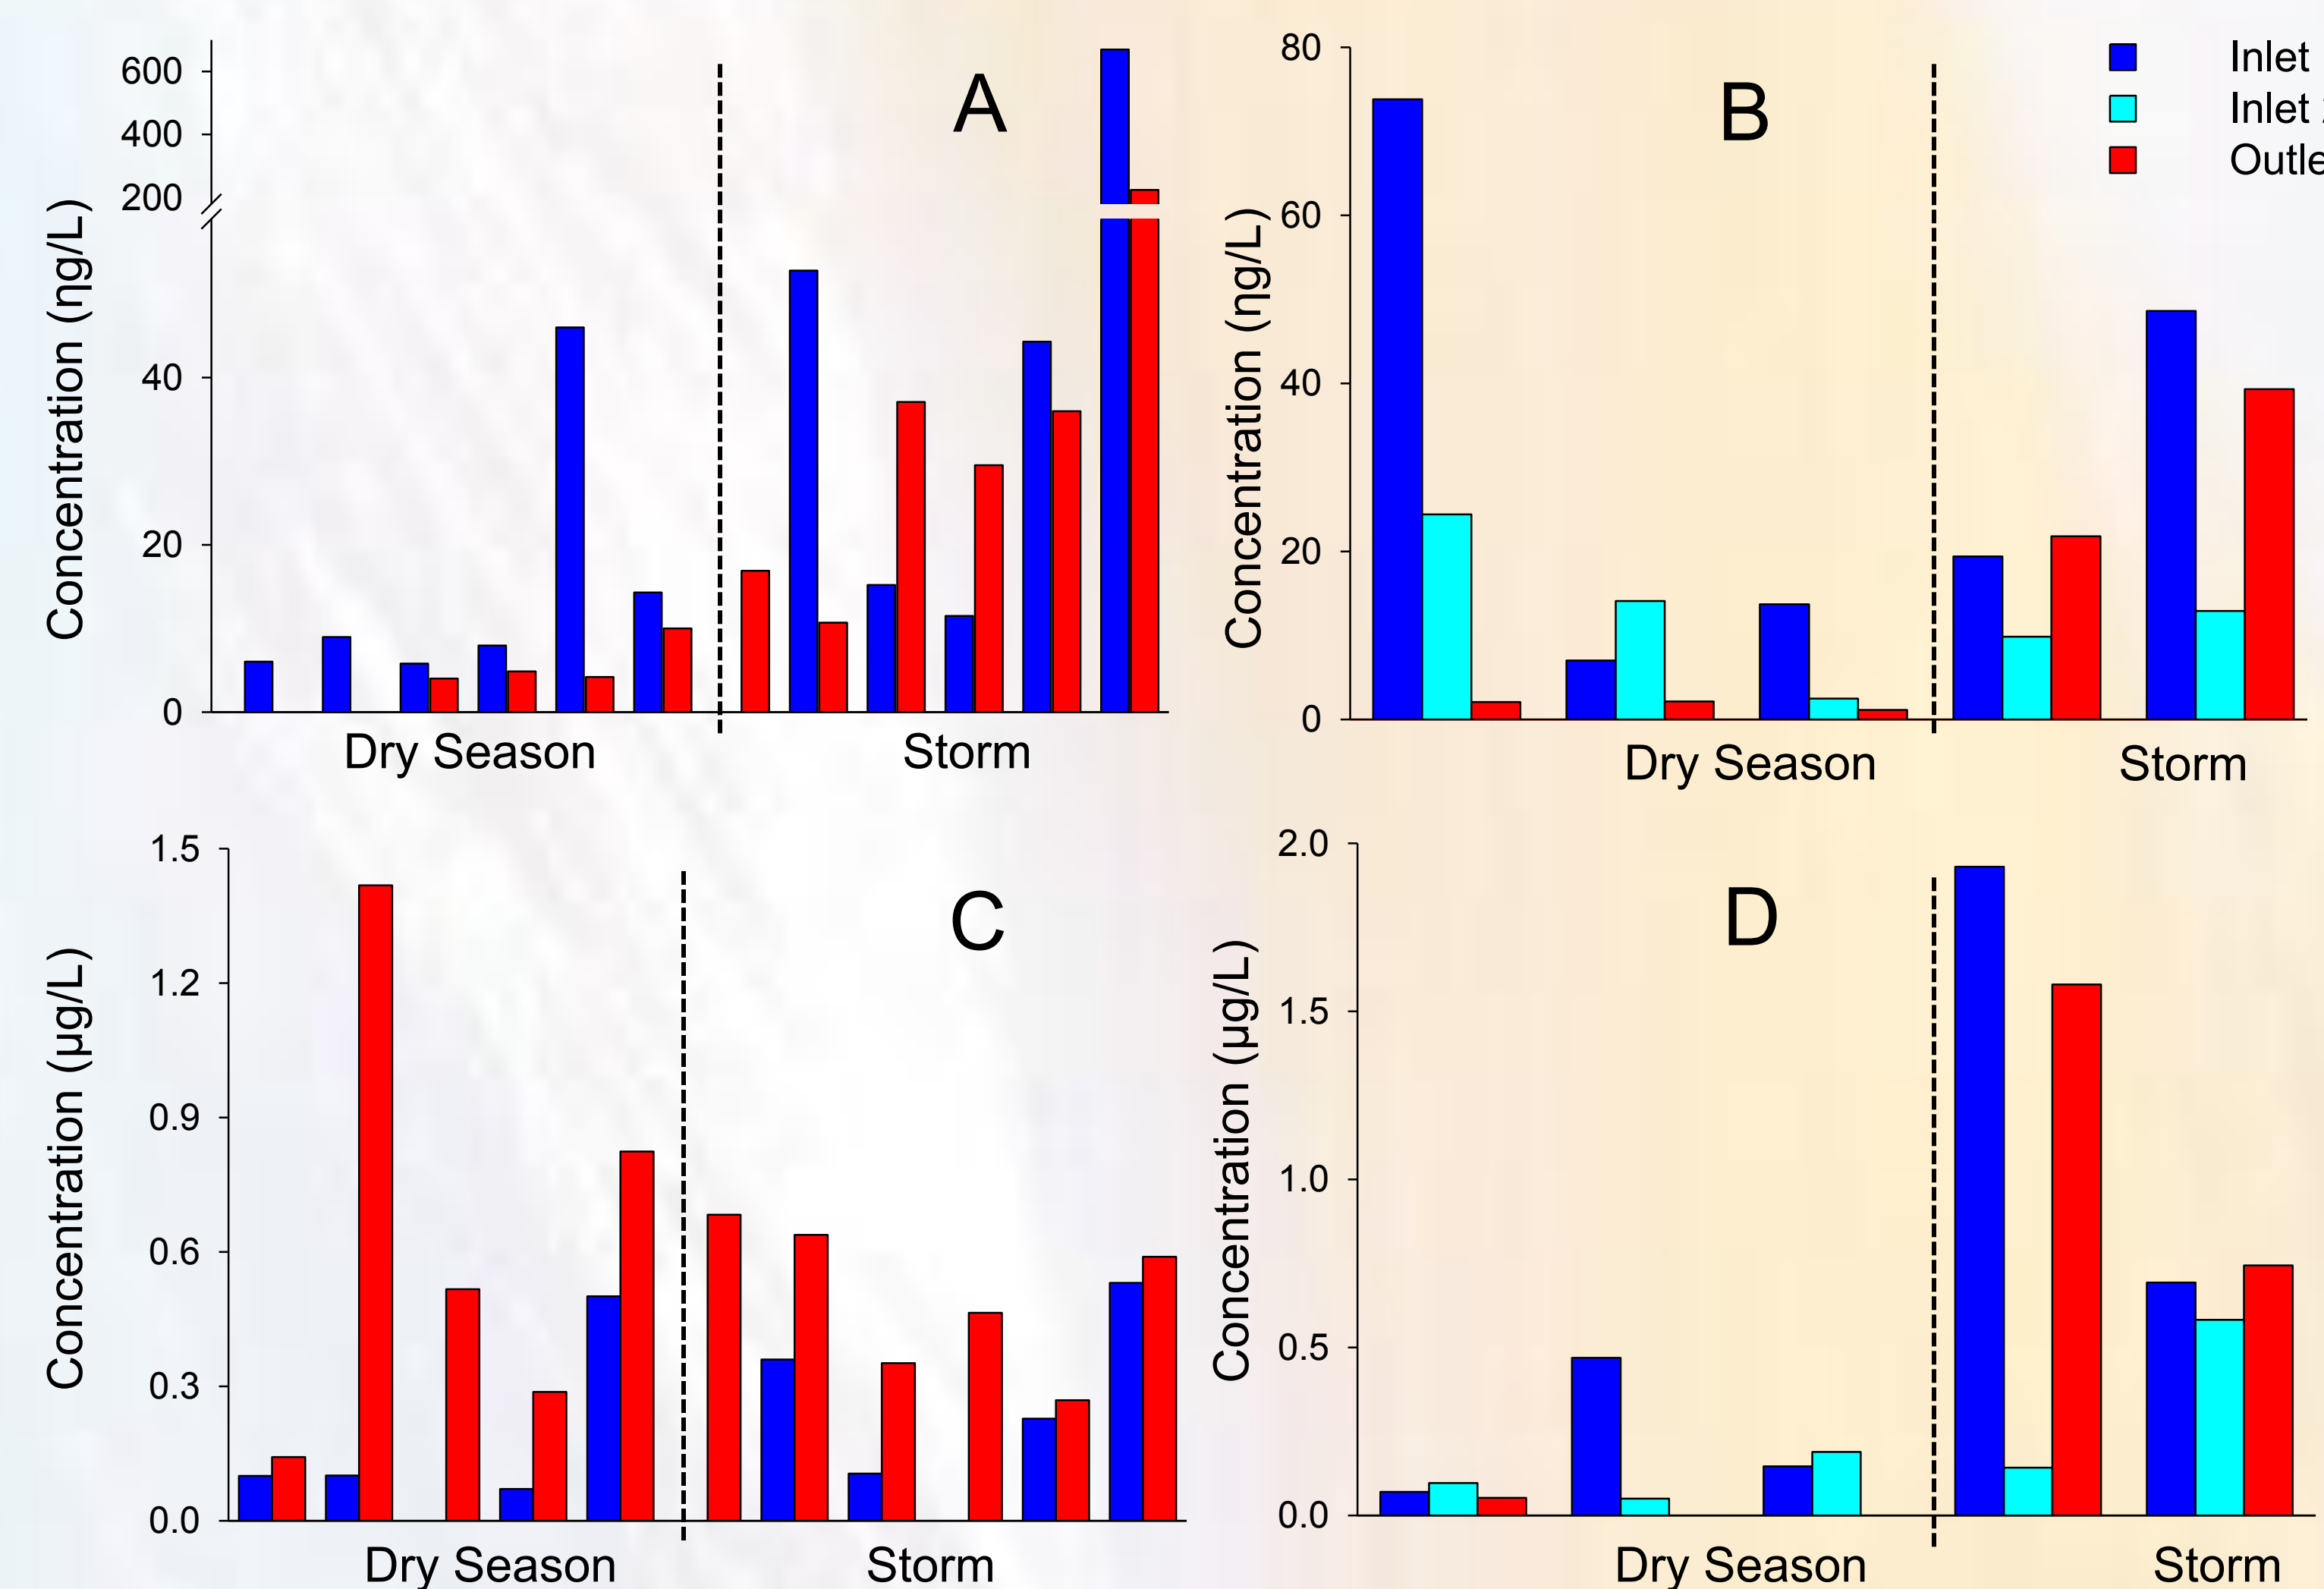 600
400
200
40
20
0
Concentration (ηg/L)
A
Dry Season
Storm
80
60
40
20
0
Concentration (ηg/L)
B
Inlet
Inlet
Dry Season
Storm
1.5
1.2
0.9
0.6
0.3
0.0
Concentration (µg/L)
C
Dry Season
Storm
2.0
1.5
1.0
0.5
0.0
Concentration (µg/L)
D
Dry Season
Storm